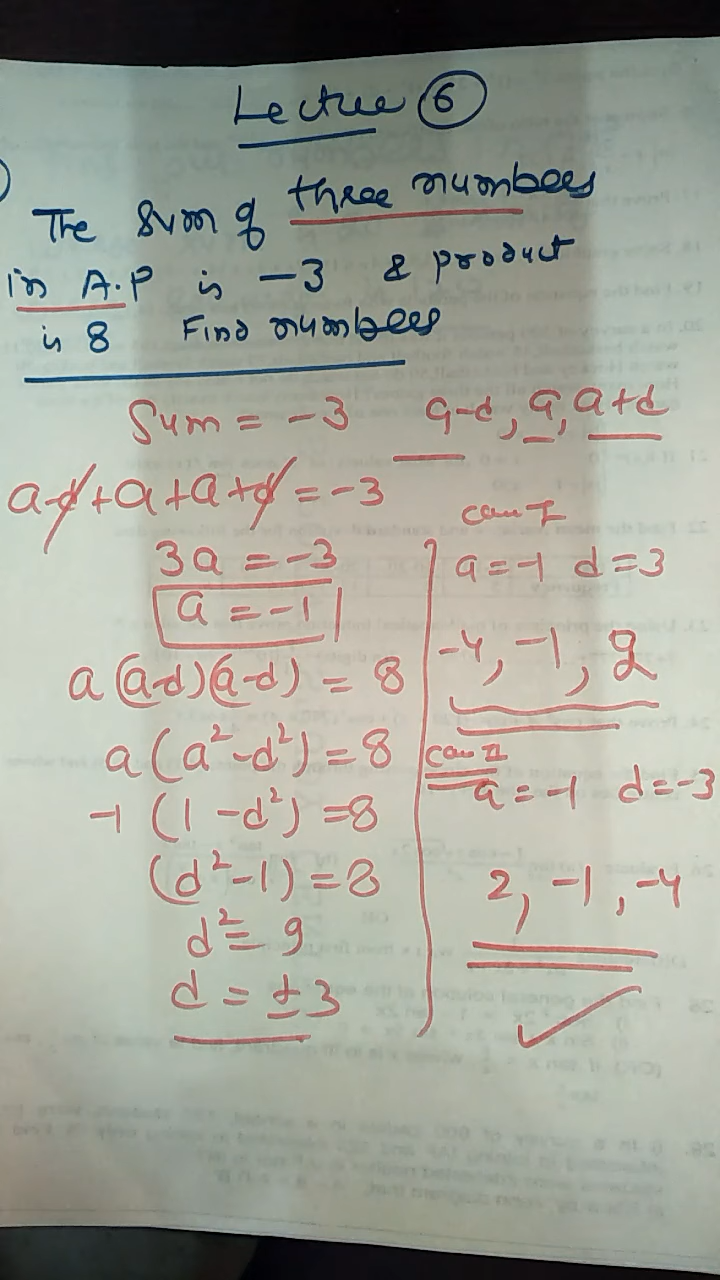 Lecture 6
The sum of three numbers
in A.P is -3 & product
is 8 Find numbers
Sum = -3 a-d, a, a+d
a-d+a+a+d = -3
3a = -3
a = -1
a(a-d)(a-d) = 8
a(a²-d²) = 8
-1(1-d²) = 8
(d²-1) = 8
d² = 9
d = ±3
case I
a = -1 d = 3
-4, -1, 2
case II
a = -1 d = -3
2, -1, -4